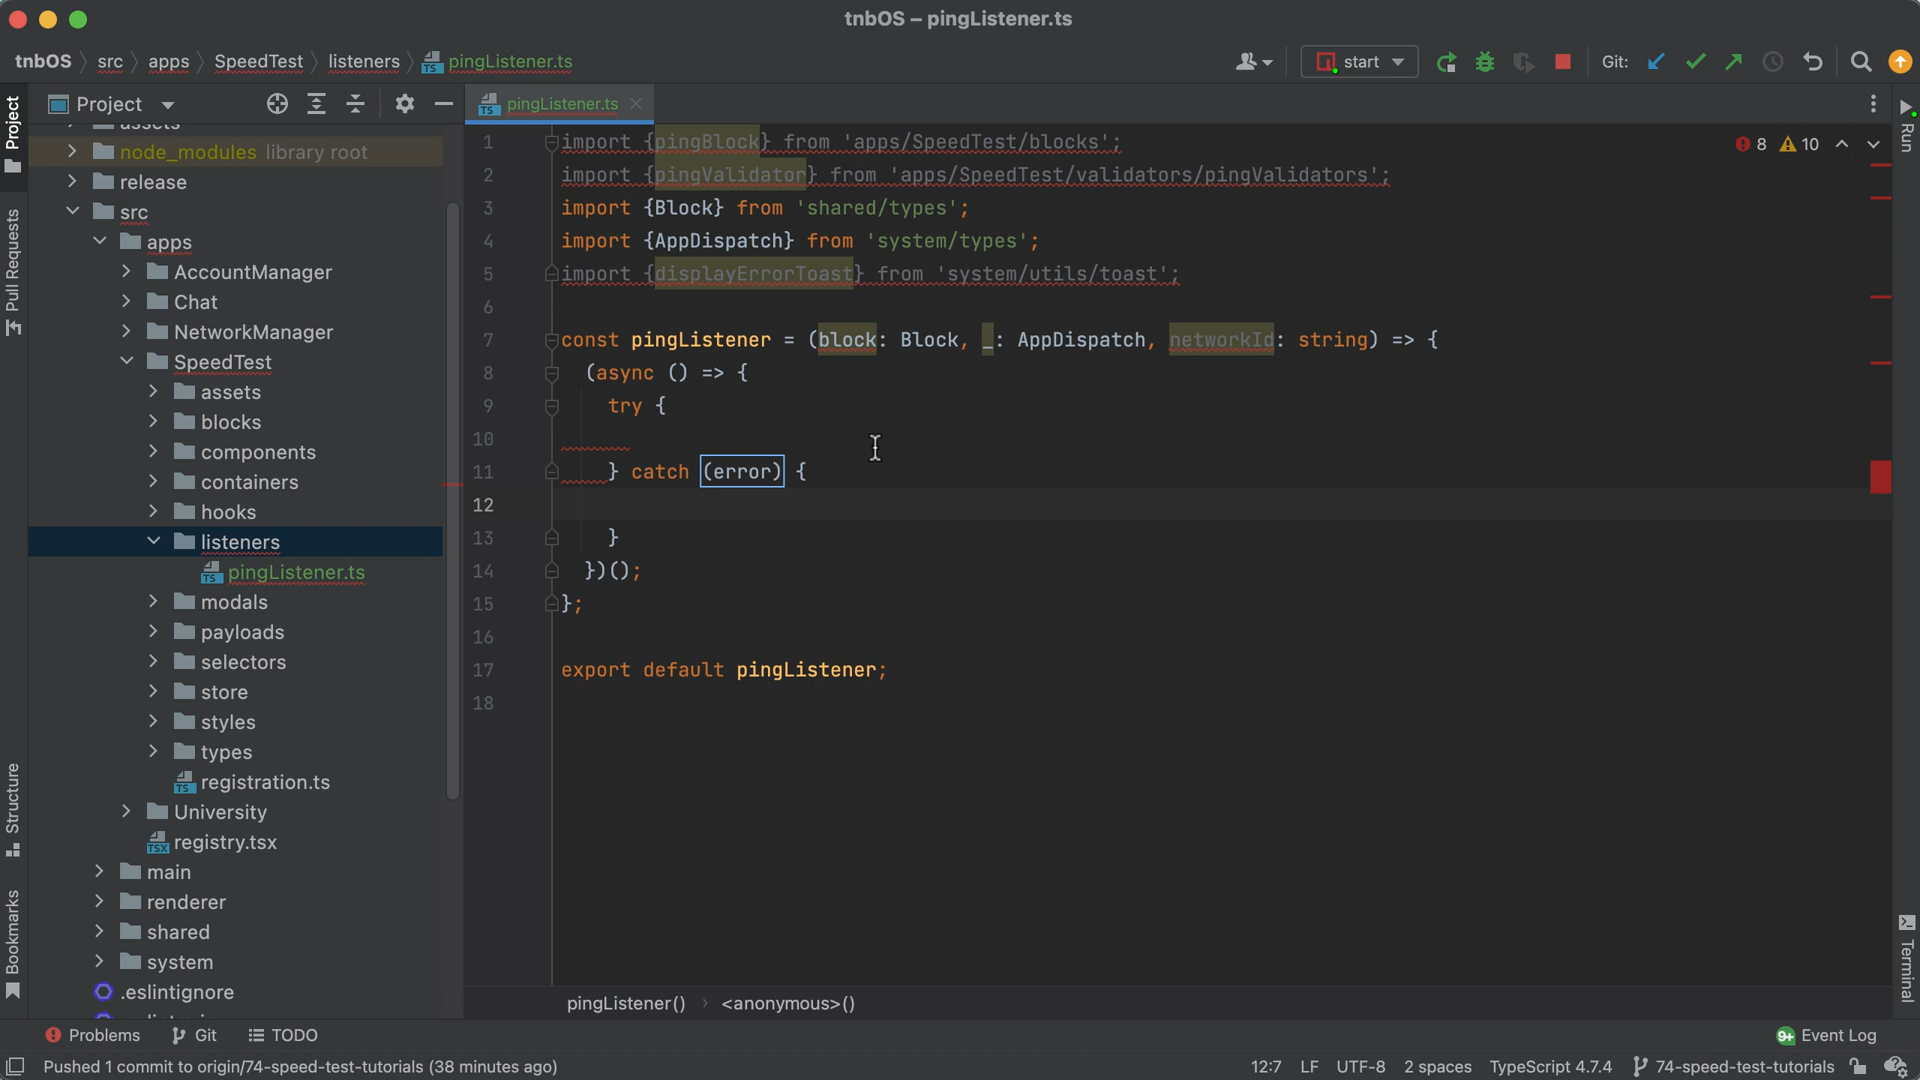 tnbOS – pingListener.ts
tnbOS src apps SpeedTest listeners pingListener.ts
start
Git:
Project
pingListener.ts
Project
Pull Requests
Structure
Bookmarks
assets
node_modules library root
release
src
apps
AccountManager
Chat
NetworkManager
SpeedTest
assets
blocks
components
containers
hooks
listeners
pingListener.ts
modals
payloads
selectors
store
styles
types
registration.ts
University
registry.tsx
main
renderer
shared
system
.eslintignore
8 10
1 import {pingBlock} from 'apps/SpeedTest/blocks';
2 import {pingValidator} from 'apps/SpeedTest/validators/pingValidators';
3 import {Block} from 'shared/types';
4 import {AppDispatch} from 'system/types';
5 import {displayErrorToast} from 'system/utils/toast';
6
7 const pingListener = (block: Block, _: AppDispatch, networkId: string) => {
8 (async () => {
9 try {
10
11 } catch (error) {
12
13 }
14 })();
15 };
16
17 export default pingListener;
18
Run
Terminal
pingListener() <anonymous>()
Problems Git TODO
9+ Event Log
Pushed 1 commit to origin/74-speed-test-tutorials (38 minutes ago)
12:7 LF UTF-8 2 spaces TypeScript 4.7.4 74-speed-test-tutorials